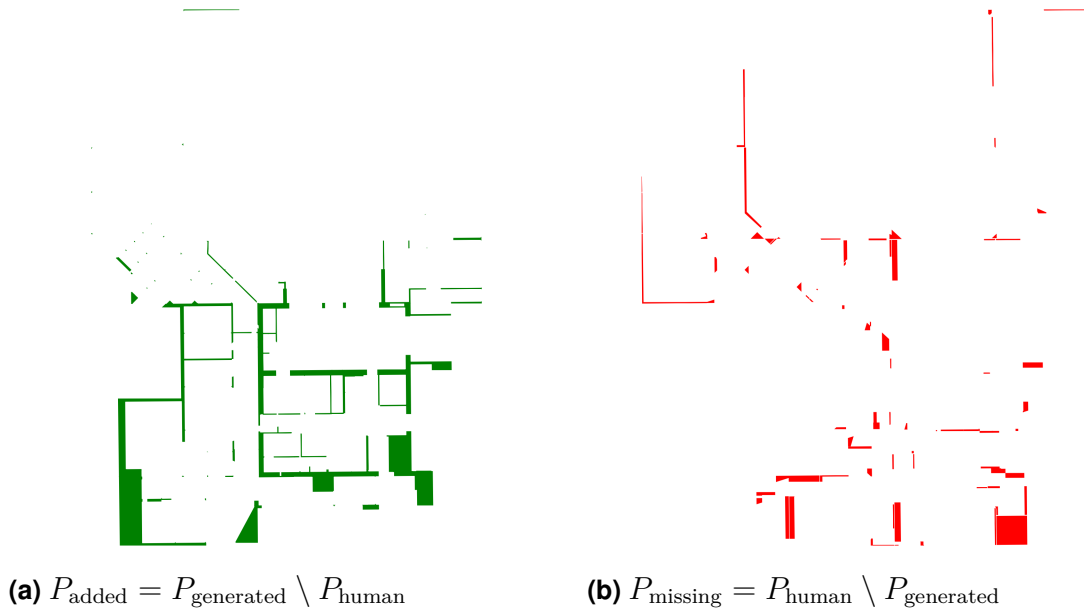 (a) P_added = P_generated \ P_human
(b) P_missing = P_human \ P_generated